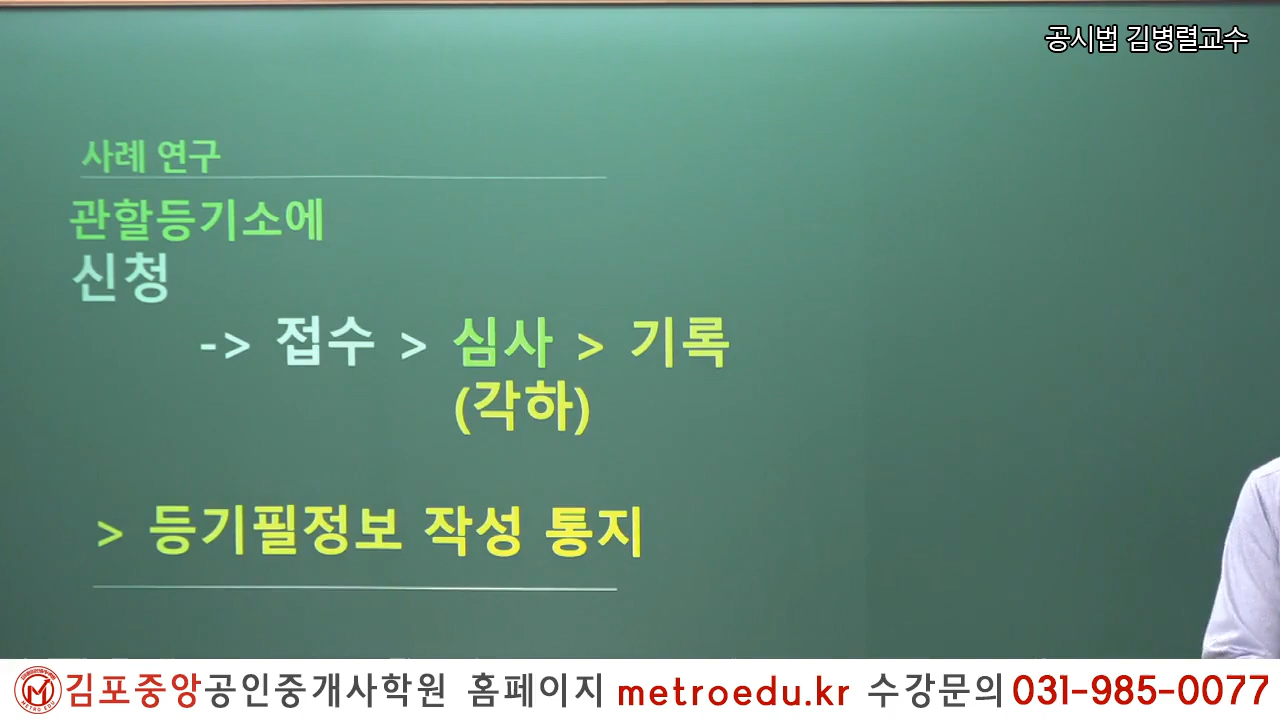 공시법 김병렬교수
사례 연구
관할등기소에
신청
-> 접수 > 심사 > 기록
(각하)
> 등기필정보 작성 통지
METRO EDU 김포중앙공인중개사학원 홈페이지 metroedu.kr 수강문의 031-985-0077